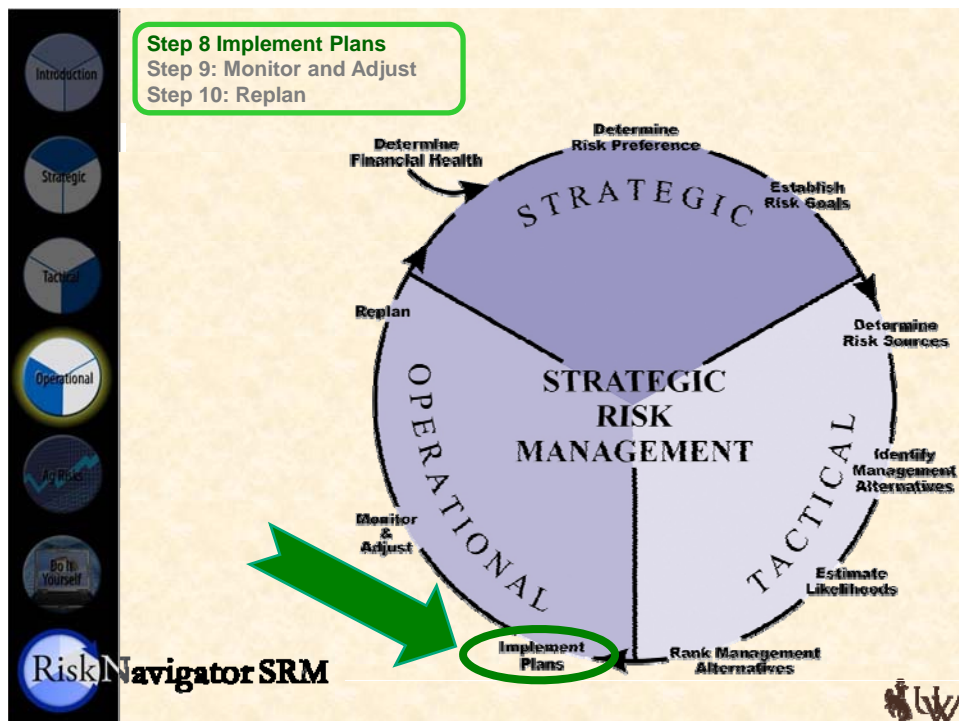 Step 8 Implement Plans
Step 9: Monitor and Adjust
Step 10: Replan
Introduction
Strategic
Tactical
Operational
Ag Risks
Do It
Yourself
RiskNavigator SRM
Determine
Financial Health
Determine
Risk Preference
Establish
Risk Goals
STRATEGIC
Determine
Risk Sources
Identify
Management
Alternatives
Estimate
Likelihoods
TACTICAL
Rank Management
Alternatives
Implement
Plans
Monitor
&
Adjust
Replan
OPERATIONAL
STRATEGIC
RISK
MANAGEMENT
UW